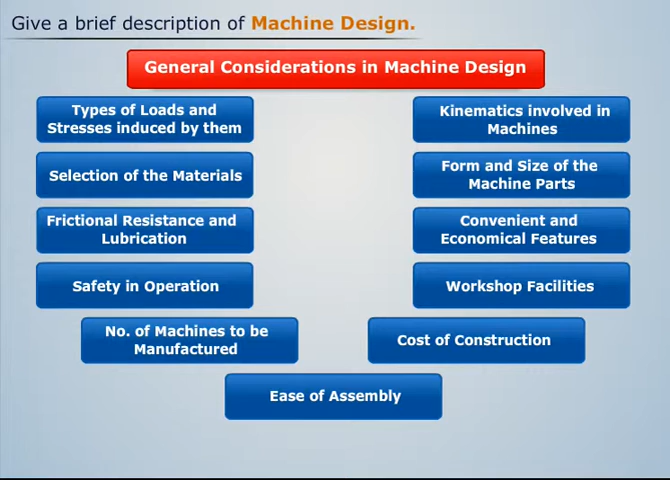 Give a brief description of Machine Design.
General Considerations in Machine Design
Types of Loads and
Stresses induced by them
Kinematics involved in
Machines
Selection of the Materials
Form and Size of the
Machine Parts
Frictional Resistance and
Lubrication
Convenient and
Economical Features
Safety in Operation
Workshop Facilities
No. of Machines to be
Manufactured
Cost of Construction
Ease of Assembly